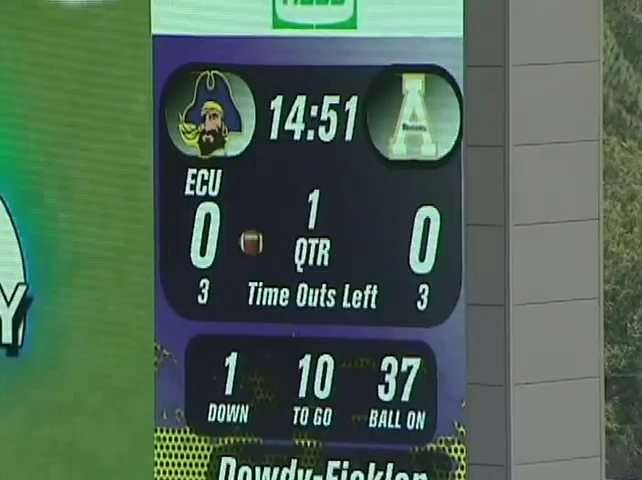 14:51
A
ECU
0 1 0
QTR
3 Time Outs Left 3
1 10 37
DOWN TO GO BALL ON
Dowdy-Ficklen
Y